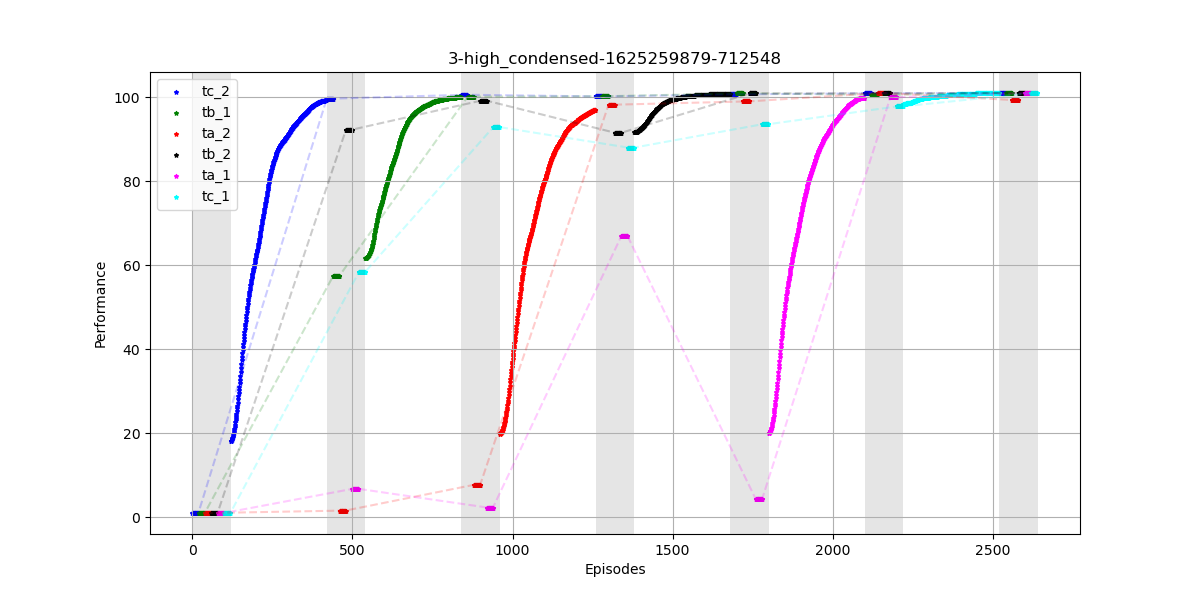 3-high_condensed-1625259879-712548
tc_2
tb_1
ta_2
tb_2
ta_1
tc_1
100
80
60
40
20
0
Performance
0 500 1000 1500 2000 2500
Episodes